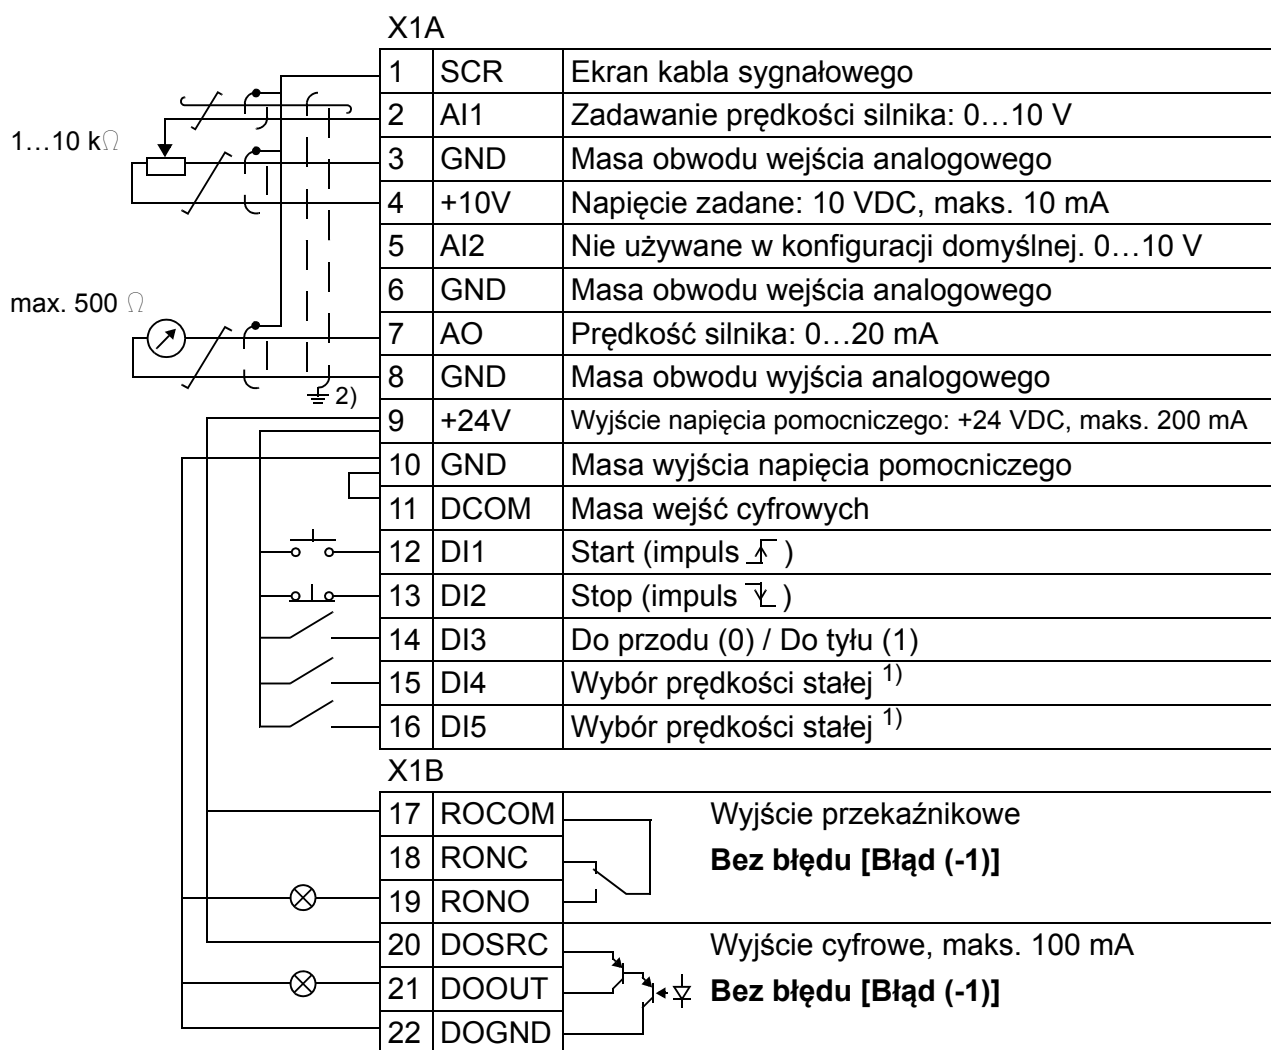 X1A
1 SCR Ekran kabla sygnałowego
2 AI1 Zadawanie prędkości silnika: 0…10 V
1…10 kΩ
3 GND Masa obwodu wejścia analogowego
4 +10V Napięcie zadane: 10 VDC, maks. 10 mA
5 AI2 Nie używane w konfiguracji domyślnej. 0…10 V
6 GND Masa obwodu wejścia analogowego
max. 500 Ω
7 AO Prędkość silnika: 0…20 mA
8 GND Masa obwodu wyjścia analogowego
2)
9 +24V Wyjście napięcia pomocniczego: +24 VDC, maks. 200 mA
10 GND Masa wyjścia napięcia pomocniczego
11 DCOM Masa wejść cyfrowych
12 DI1 Start (impuls )
13 DI2 Stop (impuls )
14 DI3 Do przodu (0) / Do tyłu (1)
15 DI4 Wybór prędkości stałej 1)
16 DI5 Wybór prędkości stałej 1)
X1B
17 ROCOM Wyjście przekaźnikowe
18 RONC Bez błędu [Błąd (-1)]
19 RONO
20 DOSRC Wyjście cyfrowe, maks. 100 mA
21 DOOUT Bez błędu [Błąd (-1)]
22 DOGND